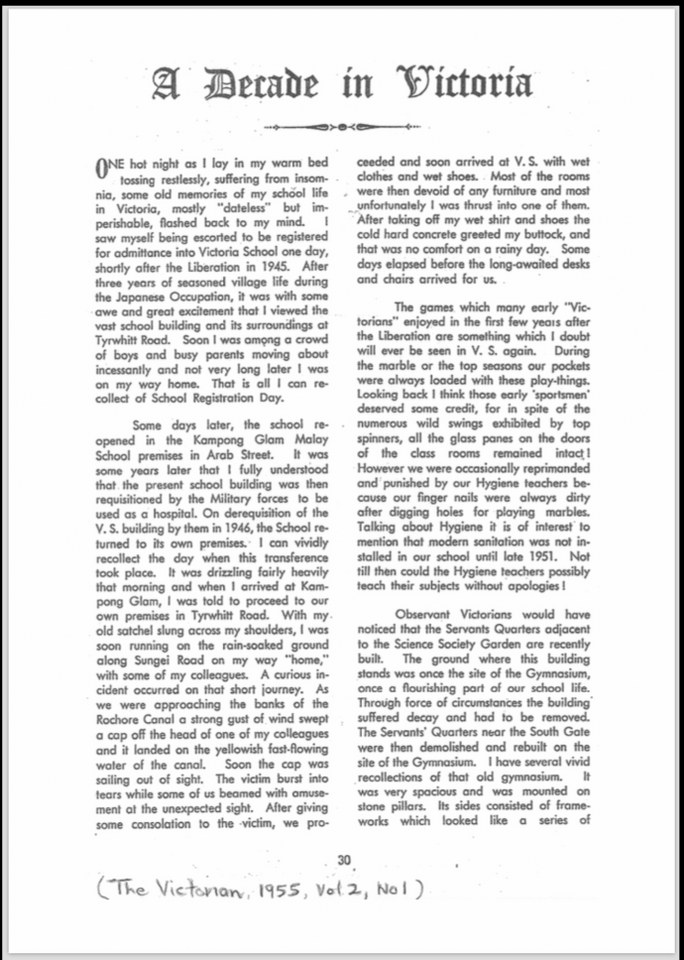 A Decade in Victoria
ONE hot night as I lay in my warm bed
tossing restlessly, suffering from insom-
nia, some old memories of my school life
in Victoria, mostly "dateless" but im-
perishable, flashed back to my mind. I
saw myself being escorted to be registered
for admittance into Victoria School one day,
shortly after the Liberation in 1945. After
three years of seasoned village life during
the Japanese Occupation, it was with some
awe and great excitement that I viewed the
vast school building and its surroundings at
Tyrwhitt Road. Soon I was among a crowd
of boys and busy parents moving about
incessantly and not very long later I was
on my way home. That is all I can re-
collect of School Registration Day.
Some days later, the school re-
opened in the Kampong Glam Malay
School premises in Arab Street. It was
some years later that I fully understood
that the present school building was then
requisitioned by the Military forces to be
used as a hospital. On derequisition of the
V. S. building by them in 1946, the School re-
turned to its own premises. I can vividly
recollect the day when this transference
took place. It was drizzling fairly heavily
that morning and when I arrived at Kam-
pong Glam, I was told to proceed to our
own premises in Tyrwhitt Road. With my
old satchel slung across my shoulders, I was
soon running on the rain-soaked ground
along Sungei Road on my way "home,"
with some of my colleagues. A curious in-
cident occurred on that short journey. As
we were approaching the banks of the
Rochore Canal a strong gust of wind swept
a cap off the head of one of my colleagues
and it landed on the yellowish fast-flowing
water of the canal. Soon the cap was
sailing out of sight. The victim burst into
tears while some of us beamed with amuse-
ment at the unexpected sight. After giving
some consolation to the victim, we pro-
ceeded and soon arrived at V. S. with wet
clothes and wet shoes. Most of the rooms
were then devoid of any furniture and most
unfortunately I was thrust into one of them.
After taking off my wet shirt and shoes the
cold hard concrete greeted my buttock, and
that was no comfort on a rainy day. Some
days elapsed before the long-awaited desks
and chairs arrived for us.
The games which many early "Vic-
torians" enjoyed in the first few years after
the Liberation are something which I doubt
will ever be seen in V. S. again. During
the marble or the top seasons our pockets
were always loaded with these play-things.
Looking back I think those early 'sportsmen'
deserved some credit, for in spite of the
numerous wild swings exhibited by top
spinners, all the glass panes on the doors
of the class rooms remained intact!
However we were occasionally reprimanded
and punished by our Hygiene teachers be-
cause our finger nails were always dirty
after digging holes for playing marbles.
Talking about Hygiene it is of interest to
mention that modern sanitation was not in-
stalled in our school until late 1951. Not
till then could the Hygiene teachers possibly
teach their subjects without apologies!
Observant Victorians would have
noticed that the Servants Quarters adjacent
to the Science Society Garden are recently
built. The ground where this building
stands was once the site of the Gymnasium,
once a flourishing part of our school life.
Through force of circumstances the building
suffered decay and had to be removed.
The Servants' Quarters near the South Gate
were then demolished and rebuilt on the
site of the Gymnasium. I have several vivid
recollections of that old gymnasium. It
was very spacious and was mounted on
stone pillars. Its sides consisted of frame-
works which looked like a series of
30
(The Victorian, 1955, Vol 2, No 1)